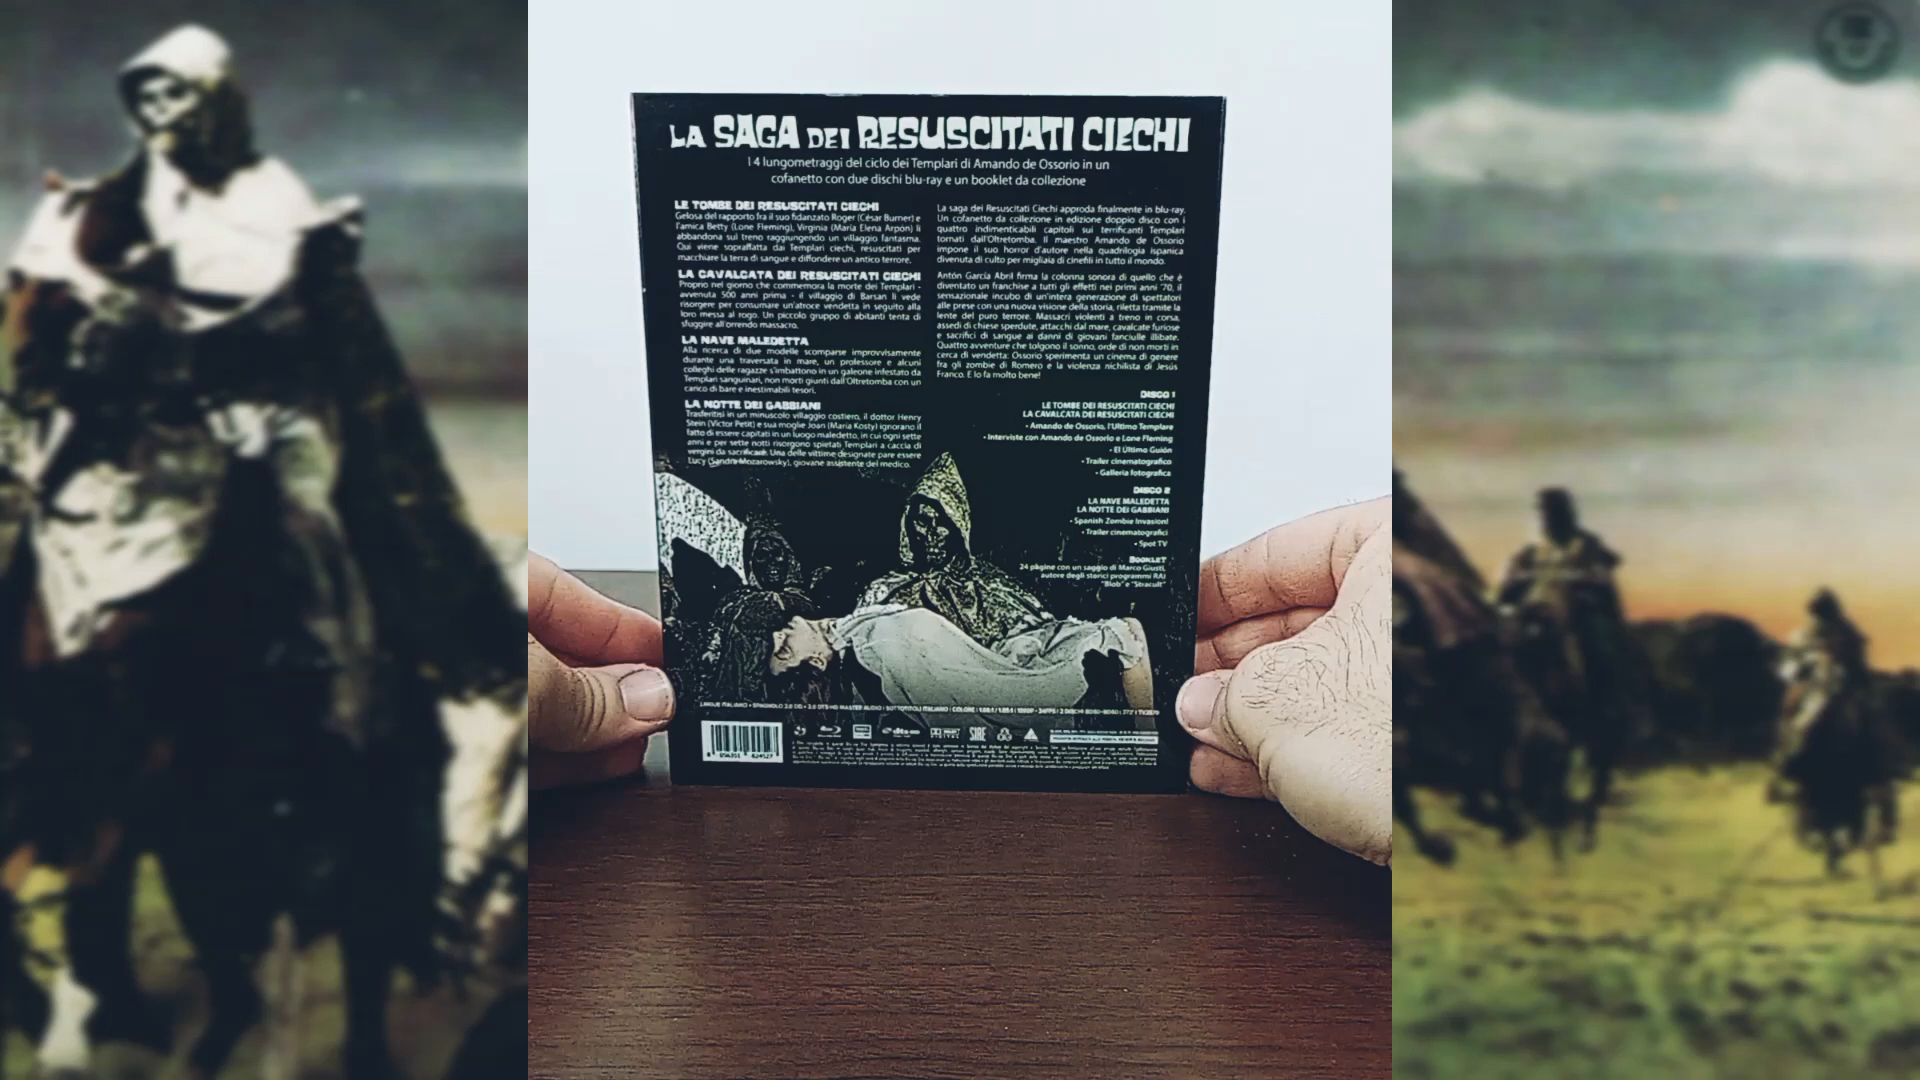 LA SAGA DEI RESUSCITATI CIECHI
I 4 lungometraggi del ciclo dei Templari di Amando de Ossorio in un
cofanetto con due dischi blu-ray e un booklet da collezione
LE TOMBE DEI RESUSCITATI CIECHI
Gelosa del rapporto fra il suo fidanzato Roger (César Burner) e
l'amica Betty (Lone Fleming), Virginia (María Elena Arpón) li
abbandona sul treno raggiungendo un villaggio fantasma.
Qui viene sopraffatta dai Templari ciechi, resuscitati per
macchiare la terra di sangue e diffondere un antico terrore.
LA CAVALCATA DEI RESUSCITATI CIECHI
Proprio nel giorno che commemora la morte dei Templari -
avvenuta 500 anni prima - il villaggio di Barsan li vede
risorgere per consumare un'atroce vendetta in seguito alla
loro messa al rogo. Un piccolo gruppo di abitanti tenta di
sfuggire all'orrendo massacro.
LA NAVE MALEDETTA
Alla ricerca di due modelle scomparse improvvisamente
durante una traversata in mare, un professore e alcuni
colleghi delle ragazze s'imbattono in un galeone infestato da
Templari sanguinari, non morti giunti dall'Oltretomba con un
carico di bare e inestimabili tesori.
LA NOTTE DEI GABBIANI
Trasferitisi in un minuscolo villaggio costiero, il dottor Henry
Stein (Victor Petit) e sua moglie Joan (María Kosty) ignorano il
fatto di essere capitati in un luogo maledetto, in cui ogni sette
anni e per sette notti risorgono spietati Templari a caccia di
vergini da sacrificare. Una delle vittime designate pare essere
Lucy (Sandra Mozarowsky), giovane assistente del medico.
La saga dei Resuscitati Ciechi approda finalmente in blu-ray.
Un cofanetto da collezione in edizione doppio disco con i
quattro indimenticabili capitoli sui terrificanti Templari
tornati dall'Oltretomba. Il maestro Amando de Ossorio
impone il suo horror d'autore nella quadrilogia ispanica
divenuta di culto per migliaia di cinefili in tutto il mondo.
Antón García Abril firma la colonna sonora di quello che è
diventato un franchise a tutti gli effetti nei primi anni '70, il
sensazionale incubo di un'intera generazione di spettatori
alle prese con una nuova visione della storia, riletta tramite la
lente del puro terrore. Massacri violenti a treno in corsa,
assedi di chiese sperdute, attacchi dal mare, cavalcate furiose
e sacrifici di sangue ai danni di giovani fanciulle illibate.
Quattro avventure che tolgono il sonno, orde di non morti in
cerca di vendetta: Ossorio sperimenta un cinema di genere
fra gli zombie di Romero e la violenza nichilista di Jesús
Franco. E lo fa molto bene!
DISCO 1
LE TOMBE DEI RESUSCITATI CIECHI
LA CAVALCATA DEI RESUSCITATI CIECHI
• Amando de Ossorio, l'Ultimo Templare
• Interviste con Amando de Ossorio e Lone Fleming
• El Último Guión
• Trailer cinematografico
• Galleria fotografica
DISCO 2
LA NAVE MALEDETTA
LA NOTTE DEI GABBIANI
• Spanish Zombie Invasion!
• Trailer cinematografici
• Spot TV
BOOKLET
24 pagine con un saggio di Marco Giusti,
autore degli storici programmi RAI
"Blob" e "Stracult"
LINGUE ITALIANO • SPAGNOLO 2.0 DD • 2.0 DTS-HD MASTER AUDIO | SOTTOTITOLI ITALIANO | COLORE
dts-HD
SIAE